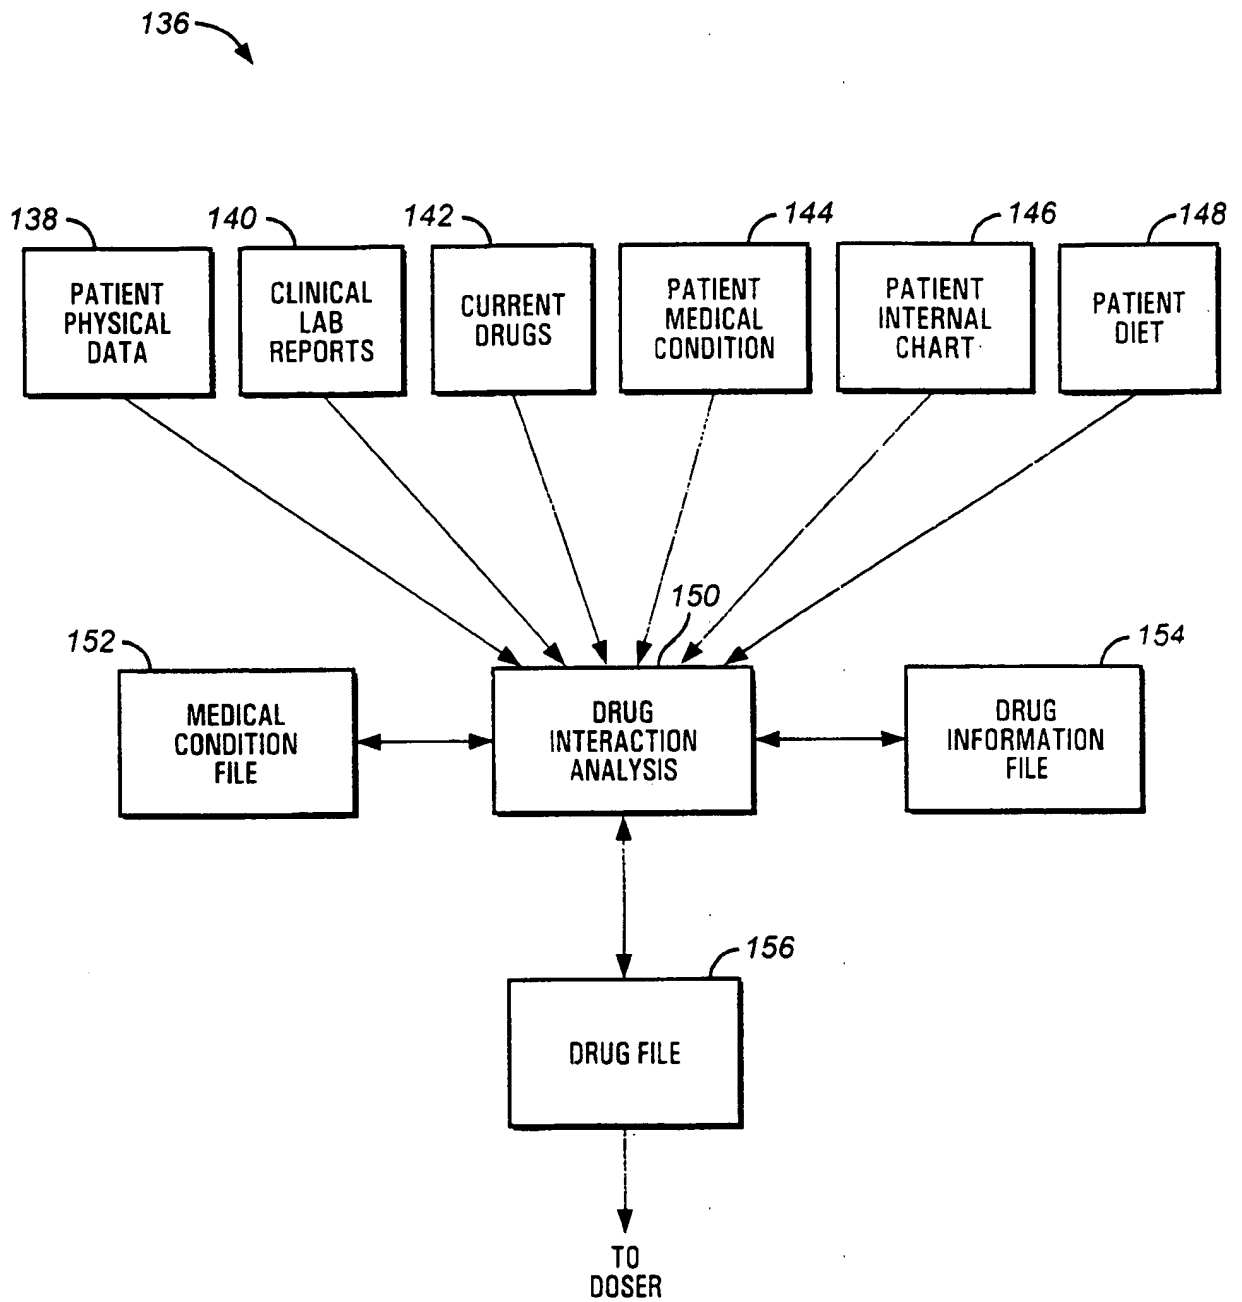 136
138
140
142
144
146
148
PATIENT
PHYSICAL
DATA
CLINICAL
LAB
REPORTS
CURRENT
DRUGS
PATIENT
MEDICAL
CONDITION
PATIENT
INTERNAL
CHART
PATIENT
DIET
150
152
154
MEDICAL
CONDITION
FILE
DRUG
INTERACTION
ANALYSIS
DRUG
INFORMATION
FILE
156
DRUG FILE
TO
DOSER